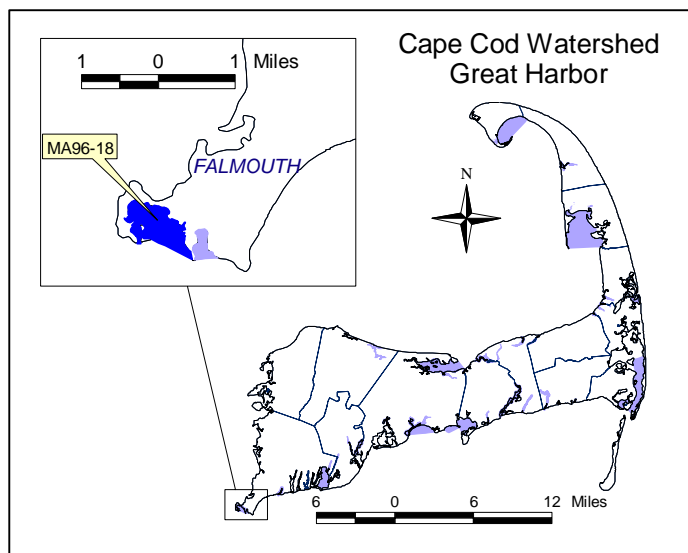 Cape Cod Watershed
Great Harbor
1 0 1 Miles
MA96-18
FALMOUTH
N
6 0 6 12 Miles